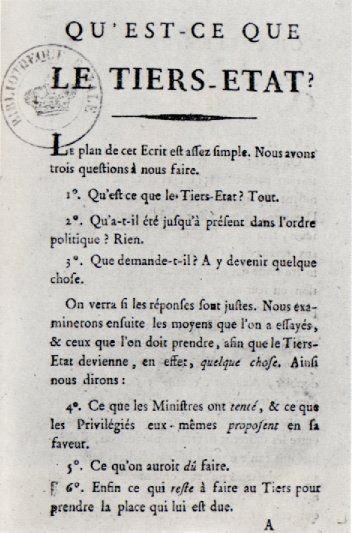 QU'EST-CE QUE
LE TIERS-ETAT?
BIBLIOTHEQUE ROYALE
LE plan de cet Ecrit est assez simple. Nous avons
trois questions à nous faire.
1°. Qu'est ce que le Tiers-Etat? Tout.
2°. Qu'a-t-il été jusqu'à présent dans l'ordre
politique? Rien.
3°. Que demande-t-il? A y devenir quelque
chose.
On verra si les réponses sont justes. Nous exa-
minerons ensuite les moyens que l'on a essayés,
& ceux que l'on doit prendre, afin que le Tiers-
Etat devienne, en effet, quelque chose. Ainsi
nous dirons :
4°. Ce que les Ministres ont tenté, & ce que
les Privilégiés eux-mêmes proposent en sa
faveur.
5°. Ce qu'on auroit dû faire.
6°. Enfin ce qui reste à faire au Tiers pour
prendre la place qui lui est due.
A